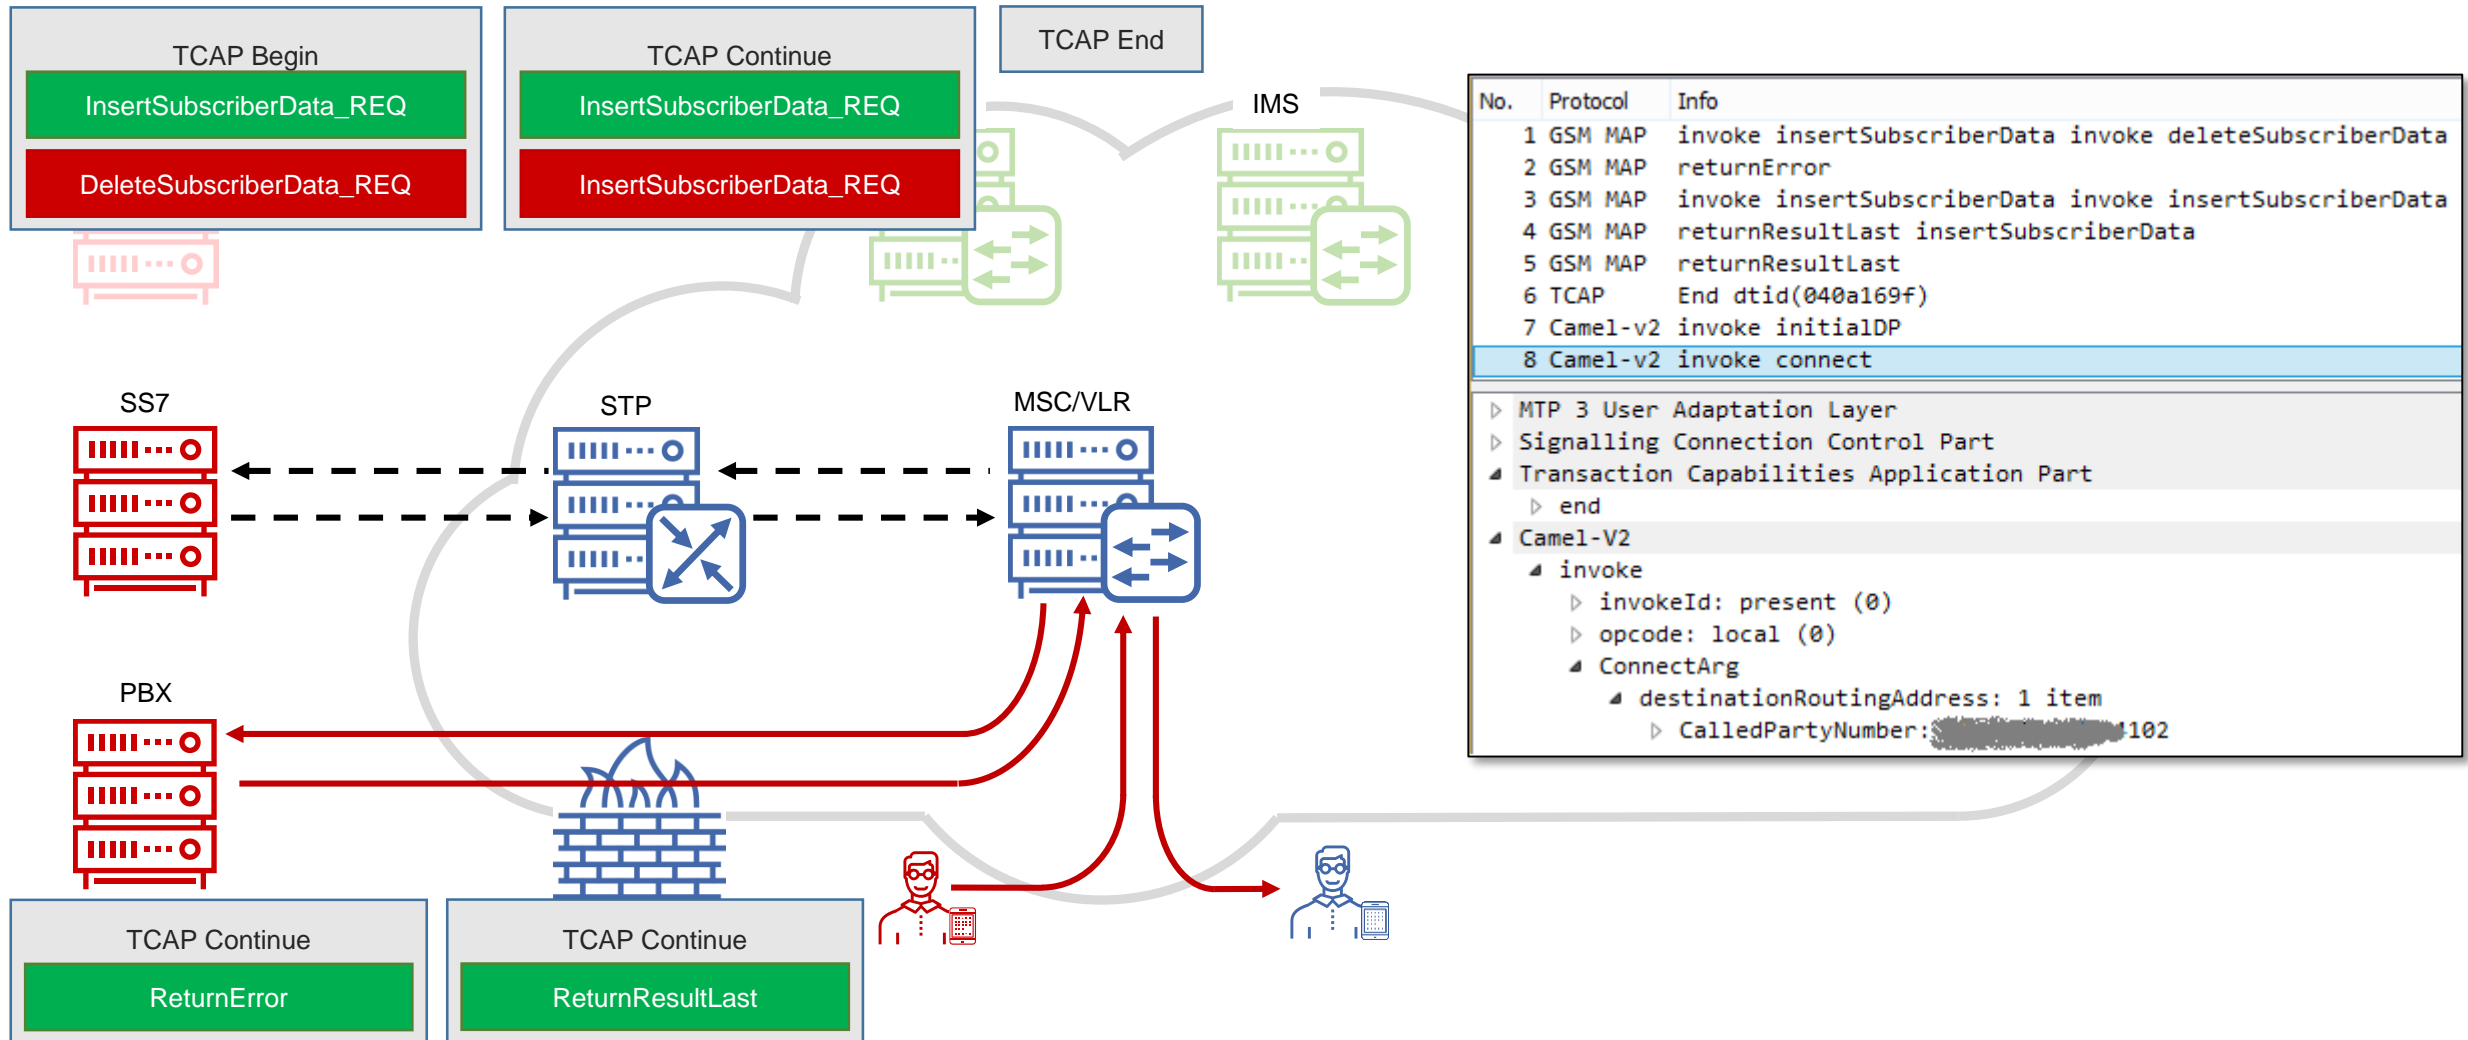 TCAP Begin
InsertSubscriberData_REQ
DeleteSubscriberData_REQ
TCAP Continue
InsertSubscriberData_REQ
InsertSubscriberData_REQ
TCAP End
IMS
No. Protocol Info
1 GSM MAP invoke insertSubscriberData invoke deleteSubscriberData
2 GSM MAP returnError
3 GSM MAP invoke insertSubscriberData invoke insertSubscriberData
4 GSM MAP returnResultLast insertSubscriberData
5 GSM MAP returnResultLast
6 TCAP End dtid(040a169f)
7 Camel-v2 invoke initialDP
8 Camel-v2 invoke connect
MTP 3 User Adaptation Layer
Signalling Connection Control Part
Transaction Capabilities Application Part
end
Camel-V2
invoke
invokeId: present (0)
opcode: local (0)
ConnectArg
destinationRoutingAddress: 1 item
CalledPartyNumber: 4102
SS7
STP
MSC/VLR
PBX
TCAP Continue
ReturnError
TCAP Continue
ReturnResultLast